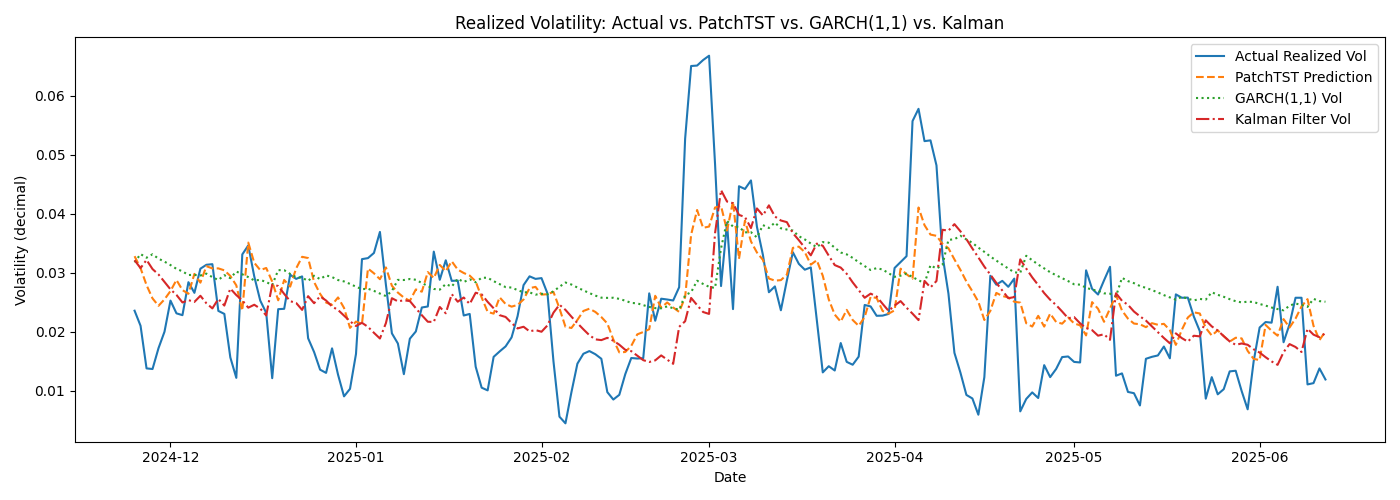 Realized Volatility: Actual vs. PatchTST vs. GARCH(1,1) vs. Kalman
Actual Realized Vol
PatchTST Prediction
GARCH(1,1) Vol
Kalman Filter Vol
Volatility (decimal)
0.06
0.05
0.04
0.03
0.02
0.01
2024-12
2025-01
2025-02
2025-03
2025-04
2025-05
2025-06
Date